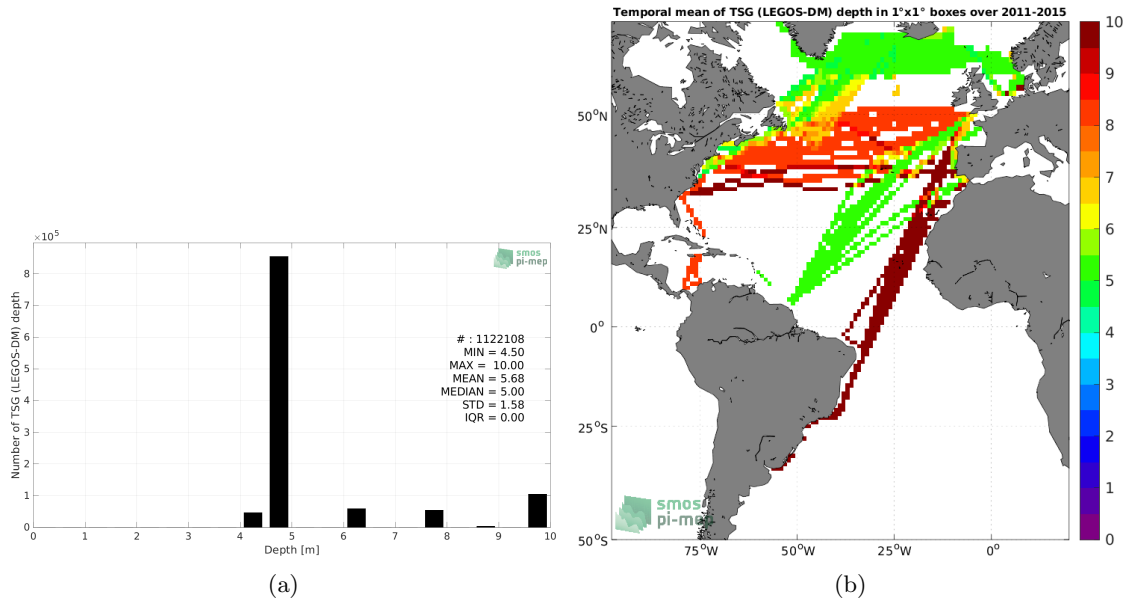 Temporal mean of TSG (LEGOS-DM) depth in 1°x1° boxes over 2011-2015
×10⁵
Number of TSG (LEGOS-DM) depth
8
7
6
5
4
3
2
1
0
smos
pi-mep
# : 1122108
MIN = 4.50
MAX = 10.00
MEAN = 5.68
MEDIAN = 5.00
STD = 1.58
IQR = 0.00
0 1 2 3 4 5 6 7 8 9 10
Depth [m]
(a)
50°N
25°N
0°
25°S
50°S
75°W 50°W 25°W 0°
smos
pi-mep
10
9
8
7
6
5
4
3
2
1
0
(b)